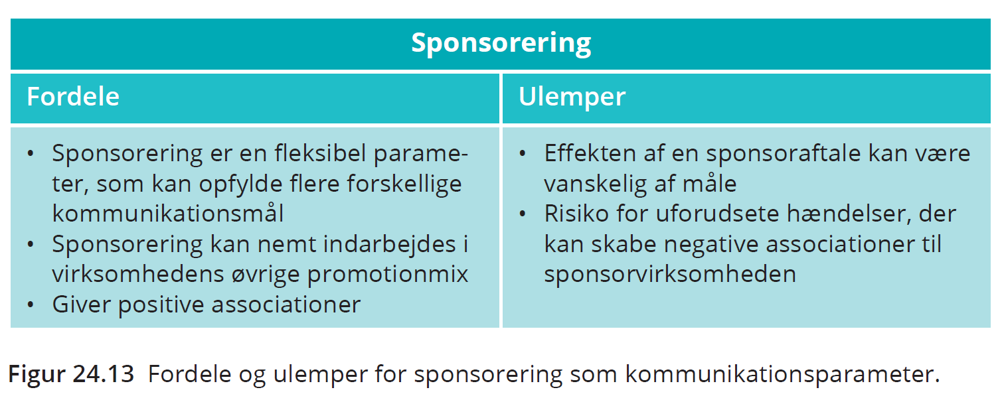 Sponsorering
Fordele
Ulemper
• Sponsorering er en fleksibel parame-
ter, som kan opfylde flere forskellige
kommunikationsmål
• Sponsorering kan nemt indarbejdes i
virksomhedens øvrige promotionmix
• Giver positive associationer
• Effekten af en sponsoraftale kan være
vanskelig af måle
• Risiko for uforudsete hændelser, der
kan skabe negative associationer til
sponsorvirksomheden
Figur 24.13 Fordele og ulemper for sponsorering som kommunikationsparameter.